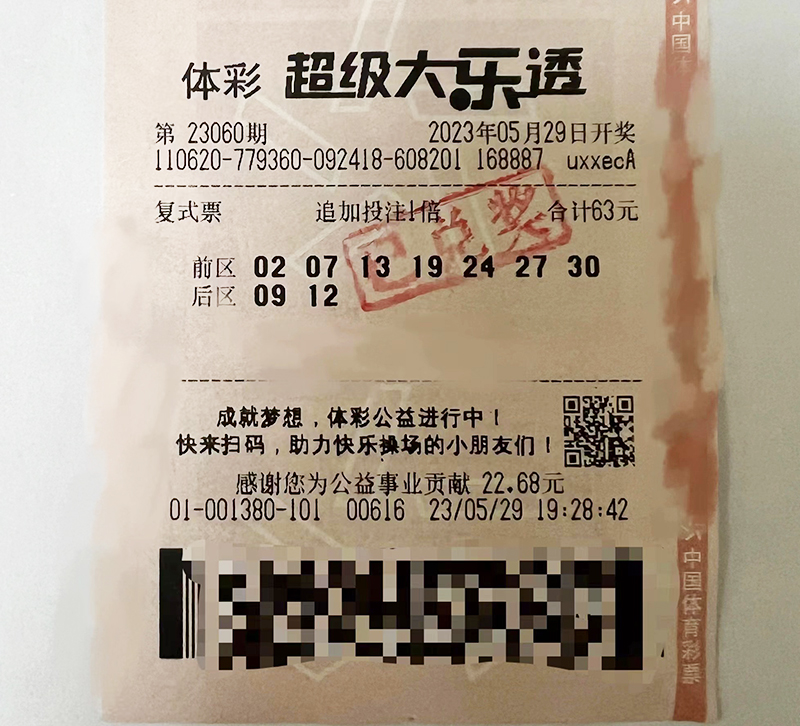 体彩 超级大乐透
第 23060期 2023年05月29日开奖
110620-779360-092418-608201 168887 uxxecA
复式票 追加投注1倍 合计63元
已兑奖
前区 02 07 13 19 24 27 30
后区 09 12
成就梦想，体彩公益进行中！
快来扫码，助力快乐操场的小朋友们！
感谢您为公益事业贡献 22.68元
01-001380-101 00616 23/05/29 19:28:42
中国
中国体育彩